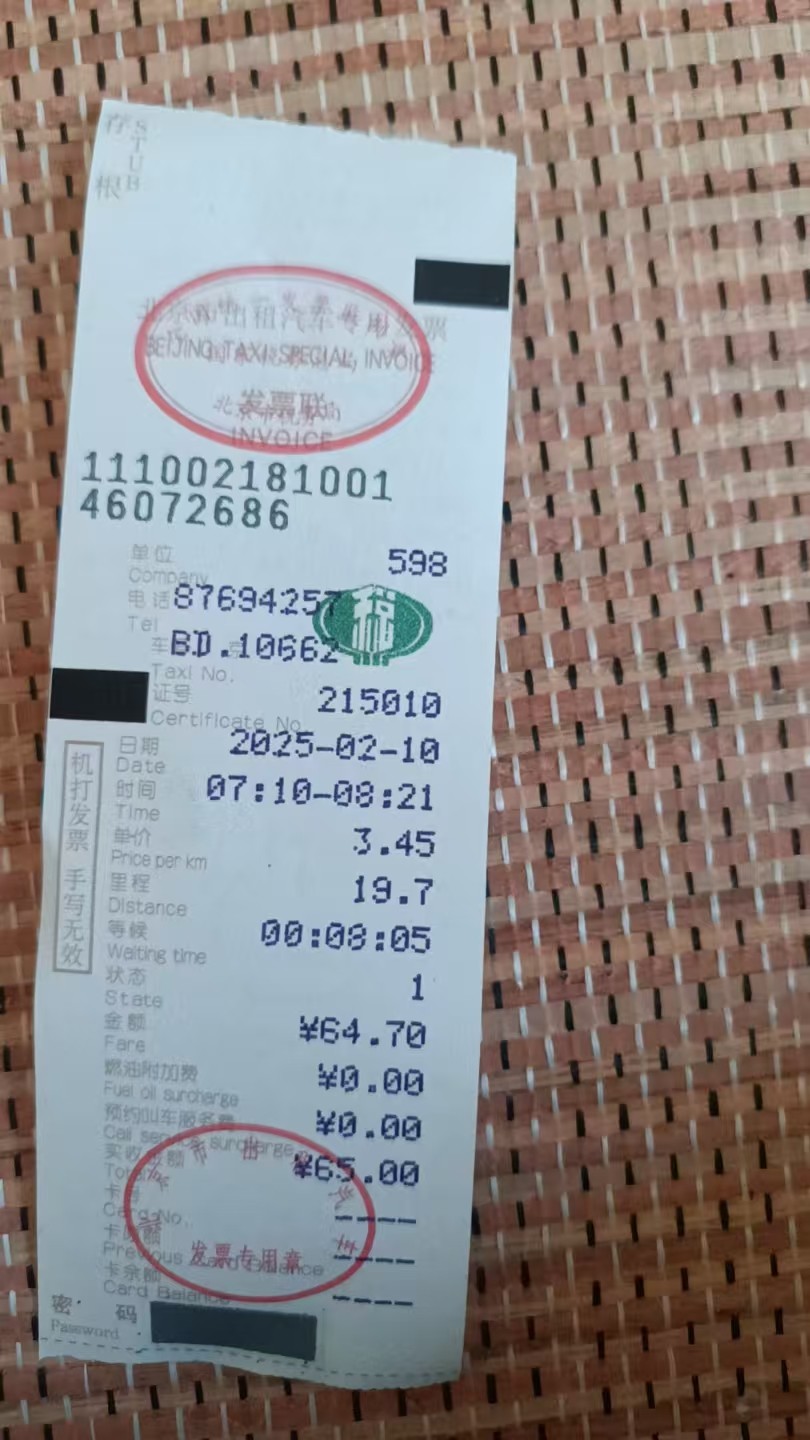 存根
STUB
北京市出租汽车专用发票
BEIJING TAXI SPECIAL INVOICE
发票联
INVOICE
111002181001
46072686
单位 598
Company
电话 87694257
Tel
税
车 BD.10662
Taxi No.
证号 215010
Certificate No.
日期 2025-02-10
Date
时间 07:10-08:21
Time
单价 3.45
Price per km
里程 19.7
Distance
等候 00:08:05
Waiting time
状态 1
State
金额 ¥64.70
Fare
燃油附加费 ¥0.00
Fuel oil surcharge
预约叫车服务费 ¥0.00
Call service surcharge
实收金额 ¥65.00
Total
卡号 ----
Card No.
卡原额 ----
Previous Card Balance
卡余额 ----
Card Balance
发票专用章
密 码
Password
机打发票 手写无效